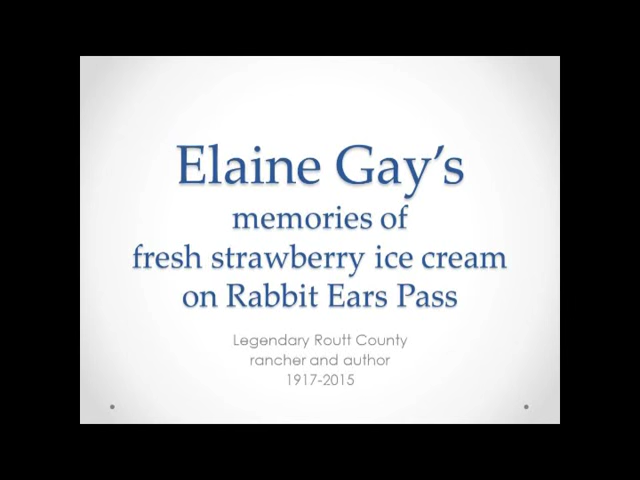 Elaine Gay's
memories of
fresh strawberry ice cream
on Rabbit Ears Pass
Legendary Routt County
rancher and author
1917-2015